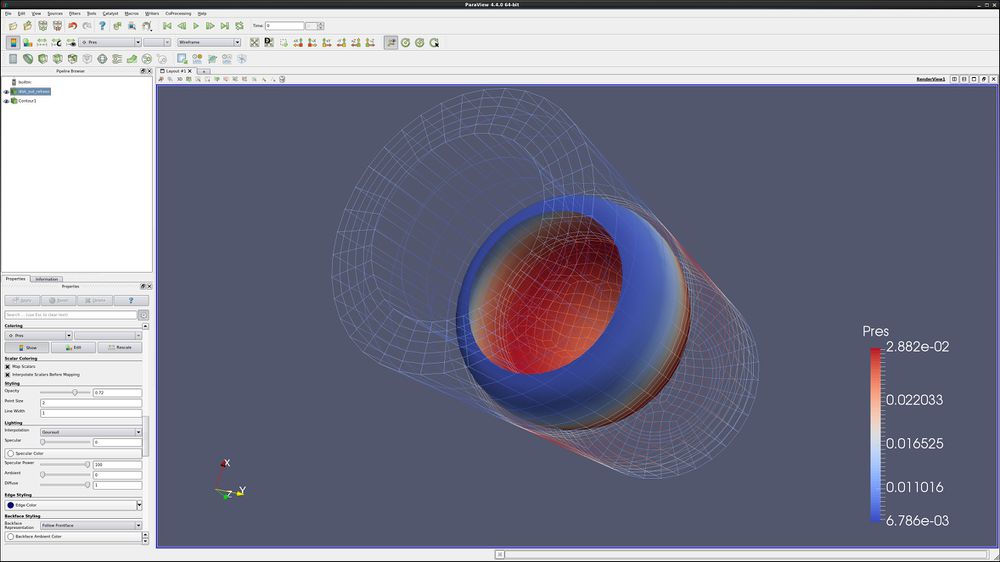 ParaView 4.4.0 64-bit
File Edit View Sources Filters Tools Catalyst Macros Writers CoProcessing Help
Time: 0
Pres Wireframe
Pipeline Browser
builtin:
Contour1
Layout #1
3D
RenderView1
Properties Information
Properties
Apply Reset Delete ?
Search ... (use Esc to clear text)
Coloring
Pres
Show Edit Rescale
Scalar Coloring
Map Scalars
Interpolate Scalars Before Mapping
Styling
Opacity 0.72
Point Size 2
Line Width 1
Lighting
Interpolation Gouraud
Specular 0
Specular Color
Specular Power 100
Ambient 0
Diffuse 1
Edge Styling
Edge Color
Backface Styling
Backface Representation Follow Frontface
Backface Ambient Color
X
Y
Z
Pres
2.882e-02
0.022033
0.016525
0.011016
6.786e-03